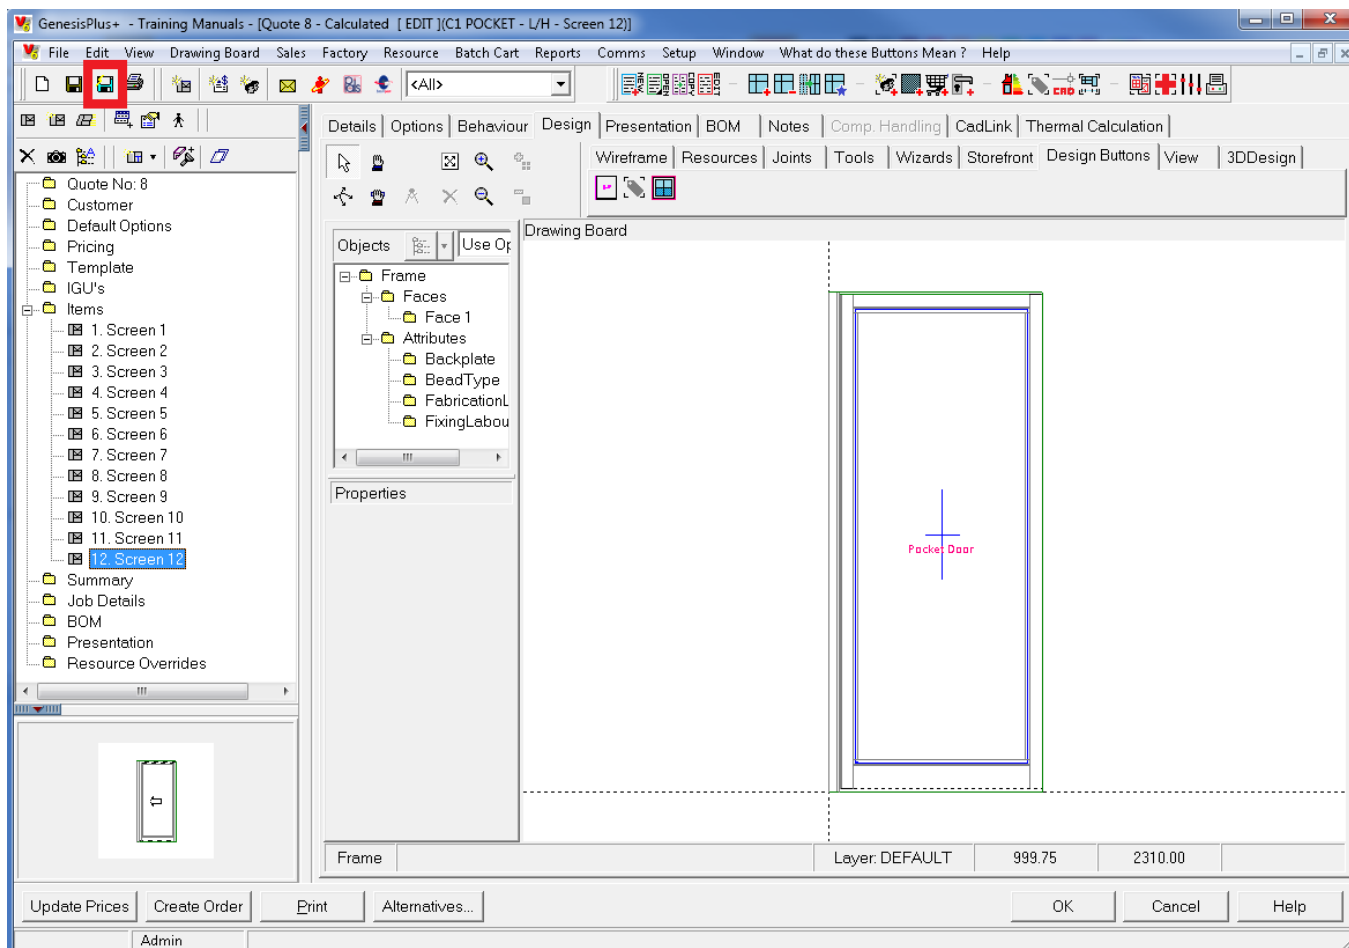 GenesisPlus+ - Training Manuals - [Quote 8 - Calculated [ EDIT ](C1 POCKET - L/H - Screen 12)]
File Edit View Drawing Board Sales Factory Resource Batch Cart Reports Comms Setup Window What do these Buttons Mean ? Help
<All>
CAD
Details Options Behaviour Design Presentation BOM Notes Comp. Handling CadLink Thermal Calculation
Wireframe Resources Joints Tools Wizards Storefront Design Buttons View 3DDesign
Quote No: 8
Customer
Default Options
Pricing
Template
IGU's
Items
1. Screen 1
2. Screen 2
3. Screen 3
4. Screen 4
5. Screen 5
6. Screen 6
7. Screen 7
8. Screen 8
9. Screen 9
10. Screen 10
11. Screen 11
12. Screen 12
Summary
Job Details
BOM
Presentation
Resource Overrides
Objects Use Op
Frame
Faces
Face 1
Attributes
Backplate
BeadType
FabricationL
FixingLabou
Properties
Drawing Board
Pocket Door
Frame Layer: DEFAULT 999.75 2310.00
Update Prices Create Order Print Alternatives... OK Cancel Help
Admin